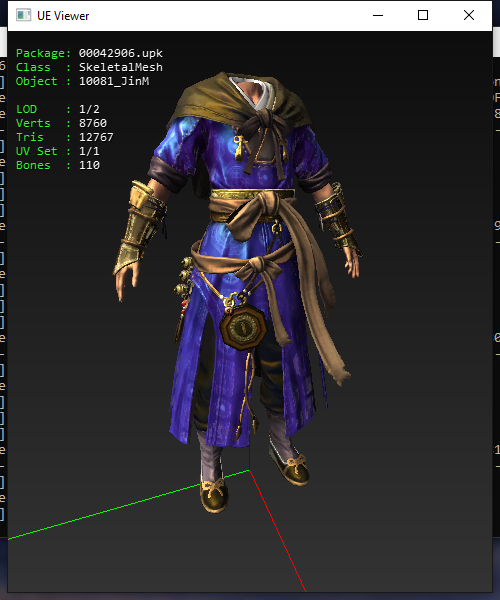 UE Viewer
Package: 00042906.upk
Class : SkeletalMesh
Object : 10081_JinM
LOD : 1/2
Verts : 8760
Tris : 12767
UV Set : 1/1
Bones : 110